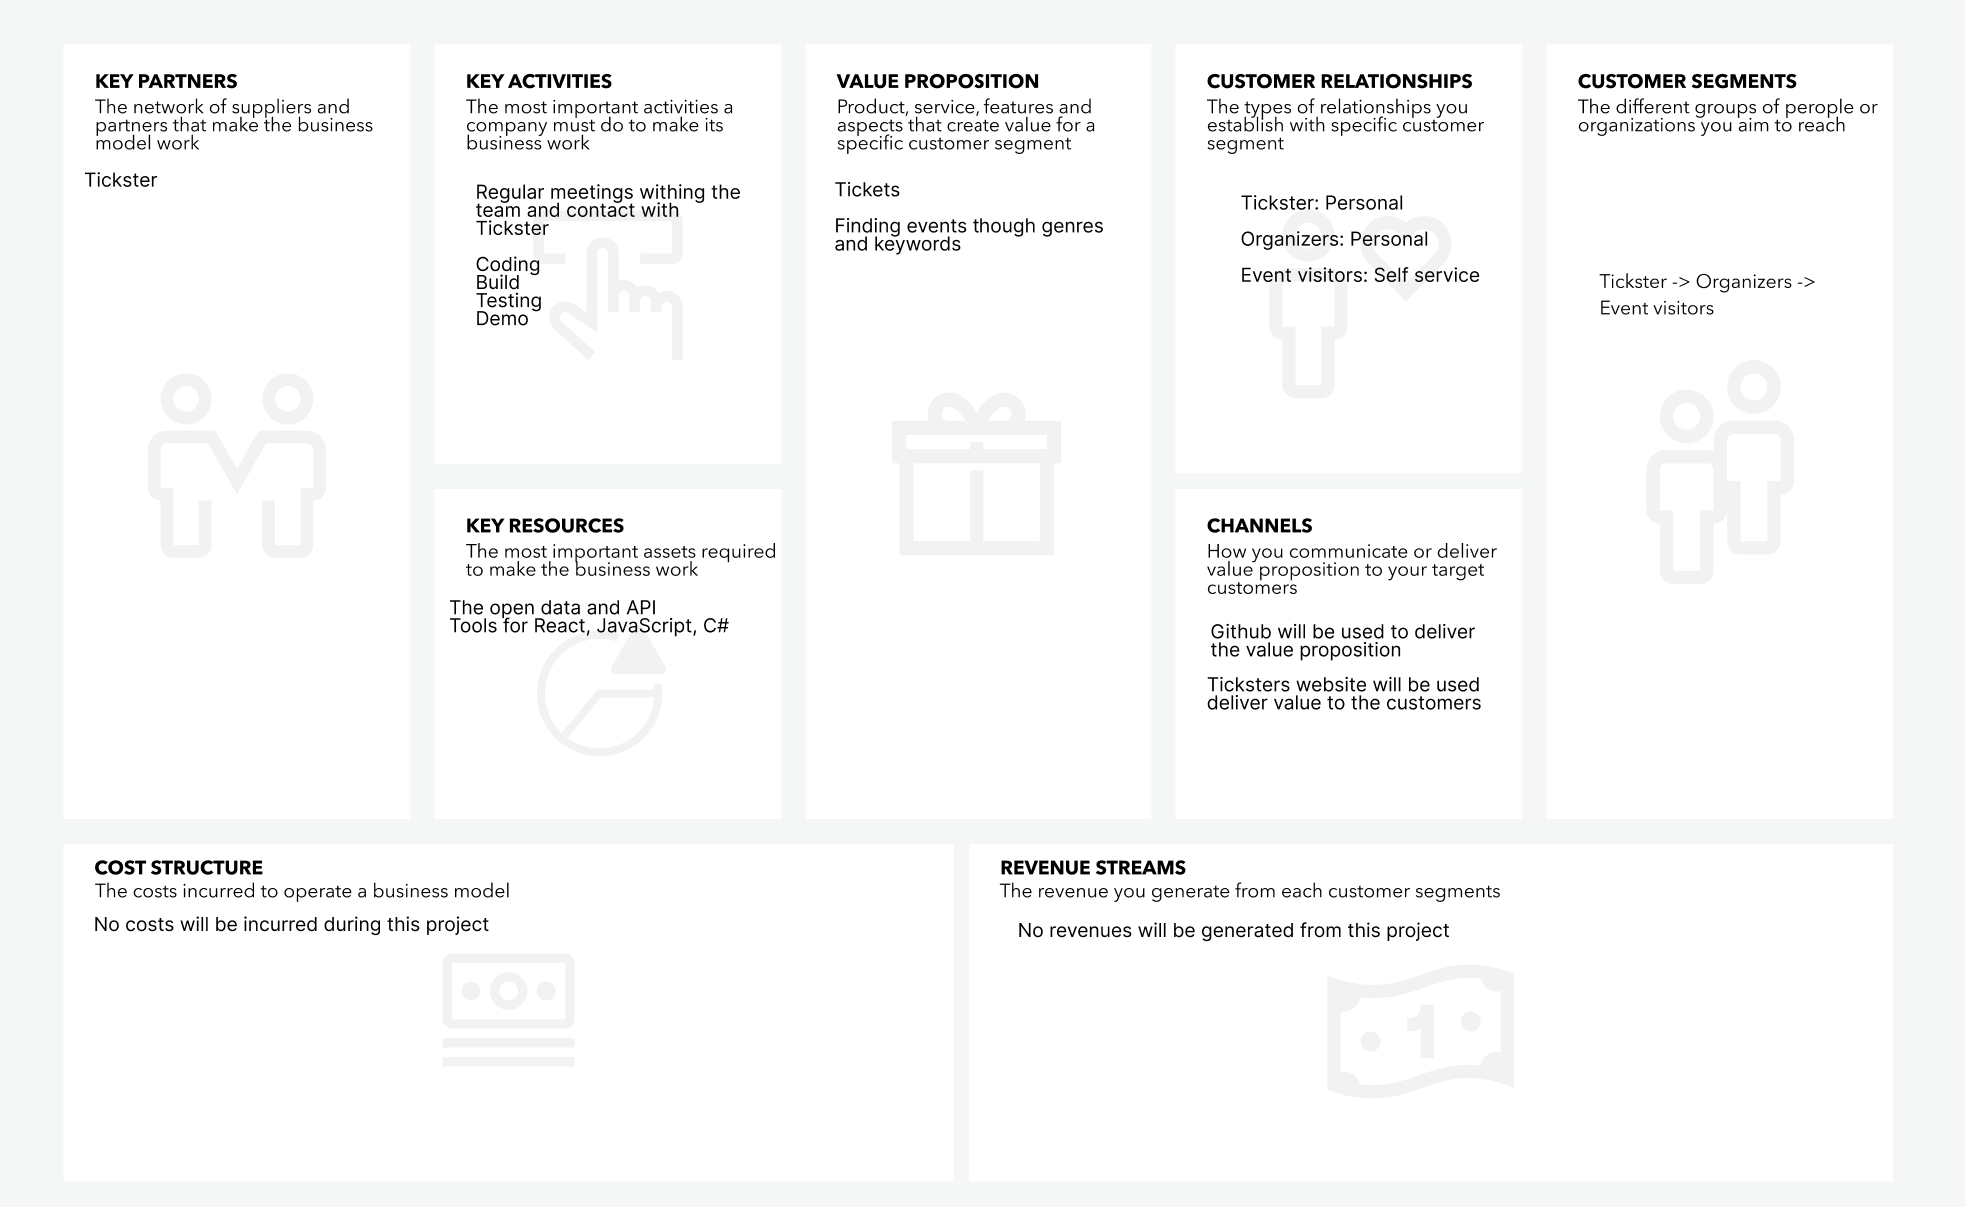 KEY PARTNERS
The network of suppliers and
partners that make the business
model work
Tickster
KEY ACTIVITIES
The most important activities a
company must do to make its
business work
Regular meetings withing the
team and contact with
Tickster
Coding
Build
Testing
Demo
KEY RESOURCES
The most important assets required
to make the business work
The open data and API
Tools for React, JavaScript, C#
VALUE PROPOSITION
Product, service, features and
aspects that create value for a
specific customer segment
Tickets
Finding events though genres
and keywords
CUSTOMER RELATIONSHIPS
The types of relationships you
establish with specific customer
segment
Tickster: Personal
Organizers: Personal
Event visitors: Self service
CHANNELS
How you communicate or deliver
value proposition to your target
customers
Github will be used to deliver
the value proposition
Ticksters website will be used
deliver value to the customers
CUSTOMER SEGMENTS
The different groups of perople or
organizations you aim to reach
Tickster -> Organizers ->
Event visitors
COST STRUCTURE
The costs incurred to operate a business model
No costs will be incurred during this project
REVENUE STREAMS
The revenue you generate from each customer segments
No revenues will be generated from this project
1